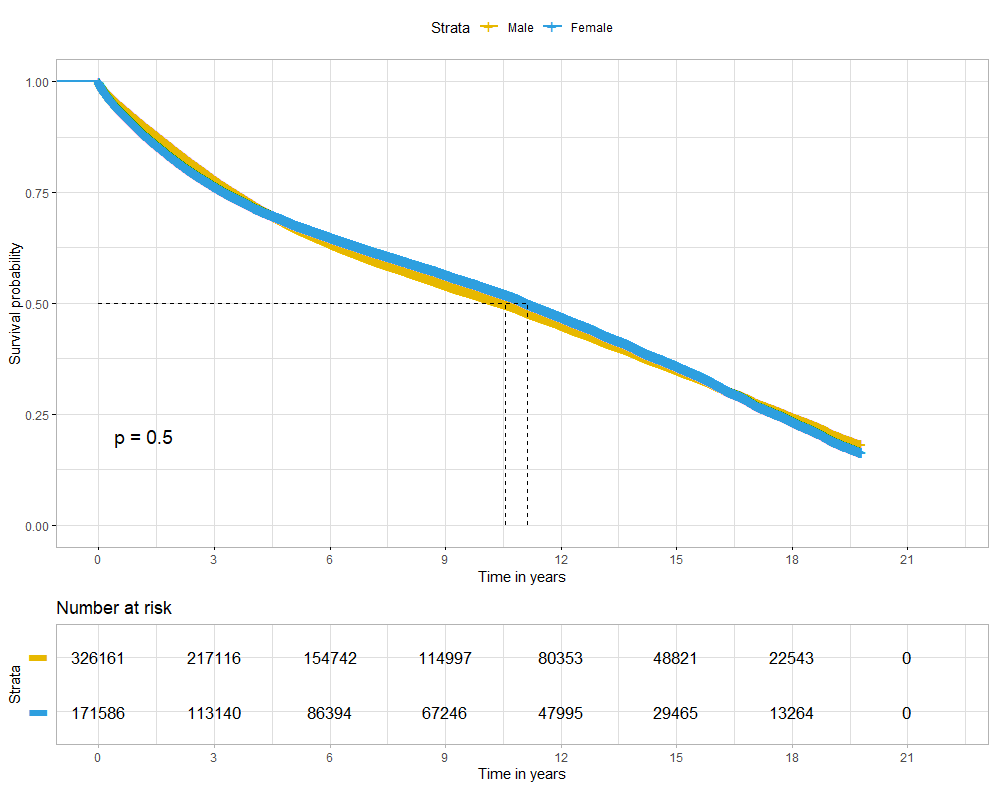 Strata Male Female
1.00
0.75
0.50
0.25
0.00
Survival probability
p = 0.5
0 3 6 9 12 15 18 21
Time in years
Number at risk
Strata
326161 217116 154742 114997 80353 48821 22543 0
171586 113140 86394 67246 47995 29465 13264 0
0 3 6 9 12 15 18 21
Time in years